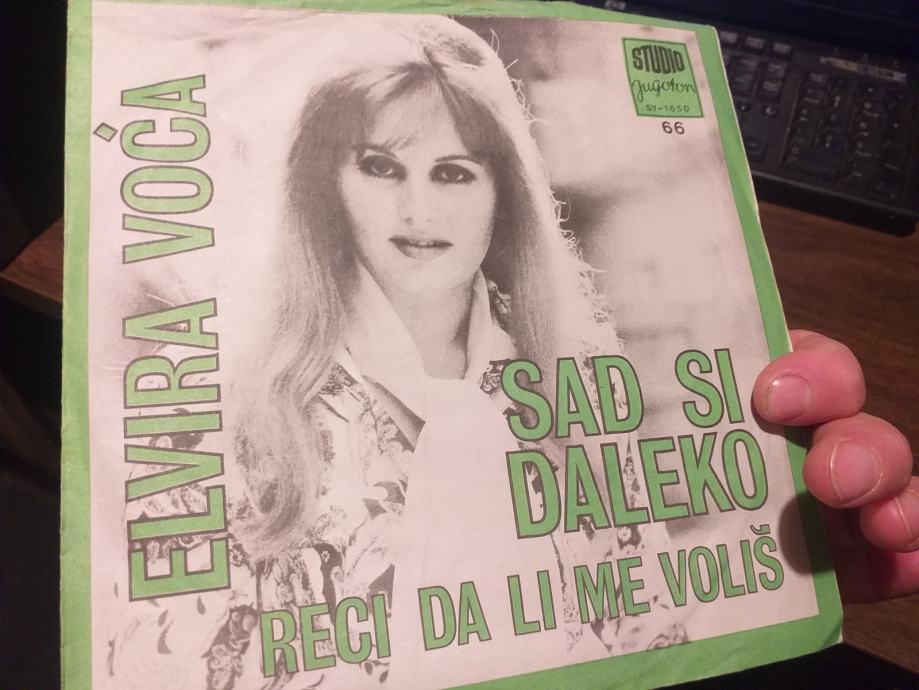 ELVIRA VOĆA
STUDIO
Jugoton
SY-1650
66
SAD SI
DALEKO
RECI DA LI ME VOLIŠ